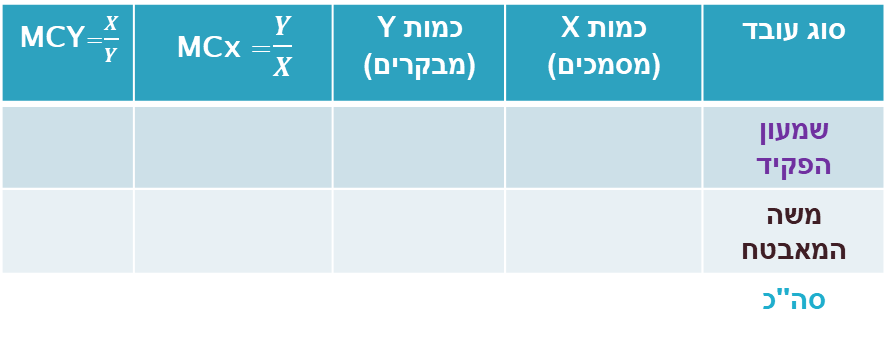 סוג עובד
כמות X
(מסמכים)
כמות Y
(מבקרים)
MCx =Y/X
MCY=X/Y
שמעון
הפקיד
משה
המאבטח
סה"כ